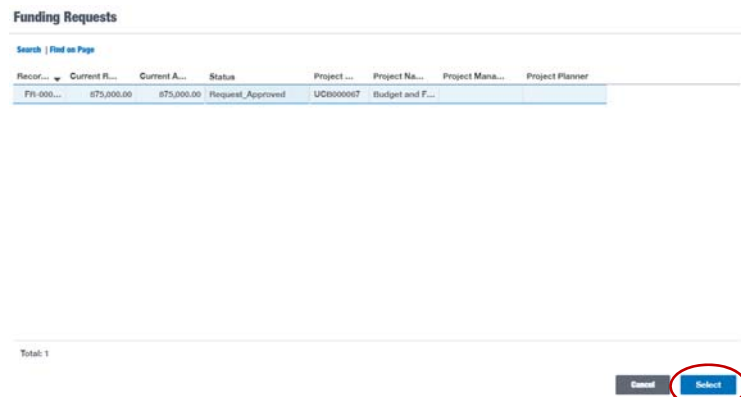 Funding Requests
Search | Find on Page
Recor... Current R... Current A... Status Project ... Project Na... Project Mana... Project Planner
FR-000... 875,000.00 875,000.00 Request_Approved UCB000067 Budget and F...
Total: 1
Cancel Select